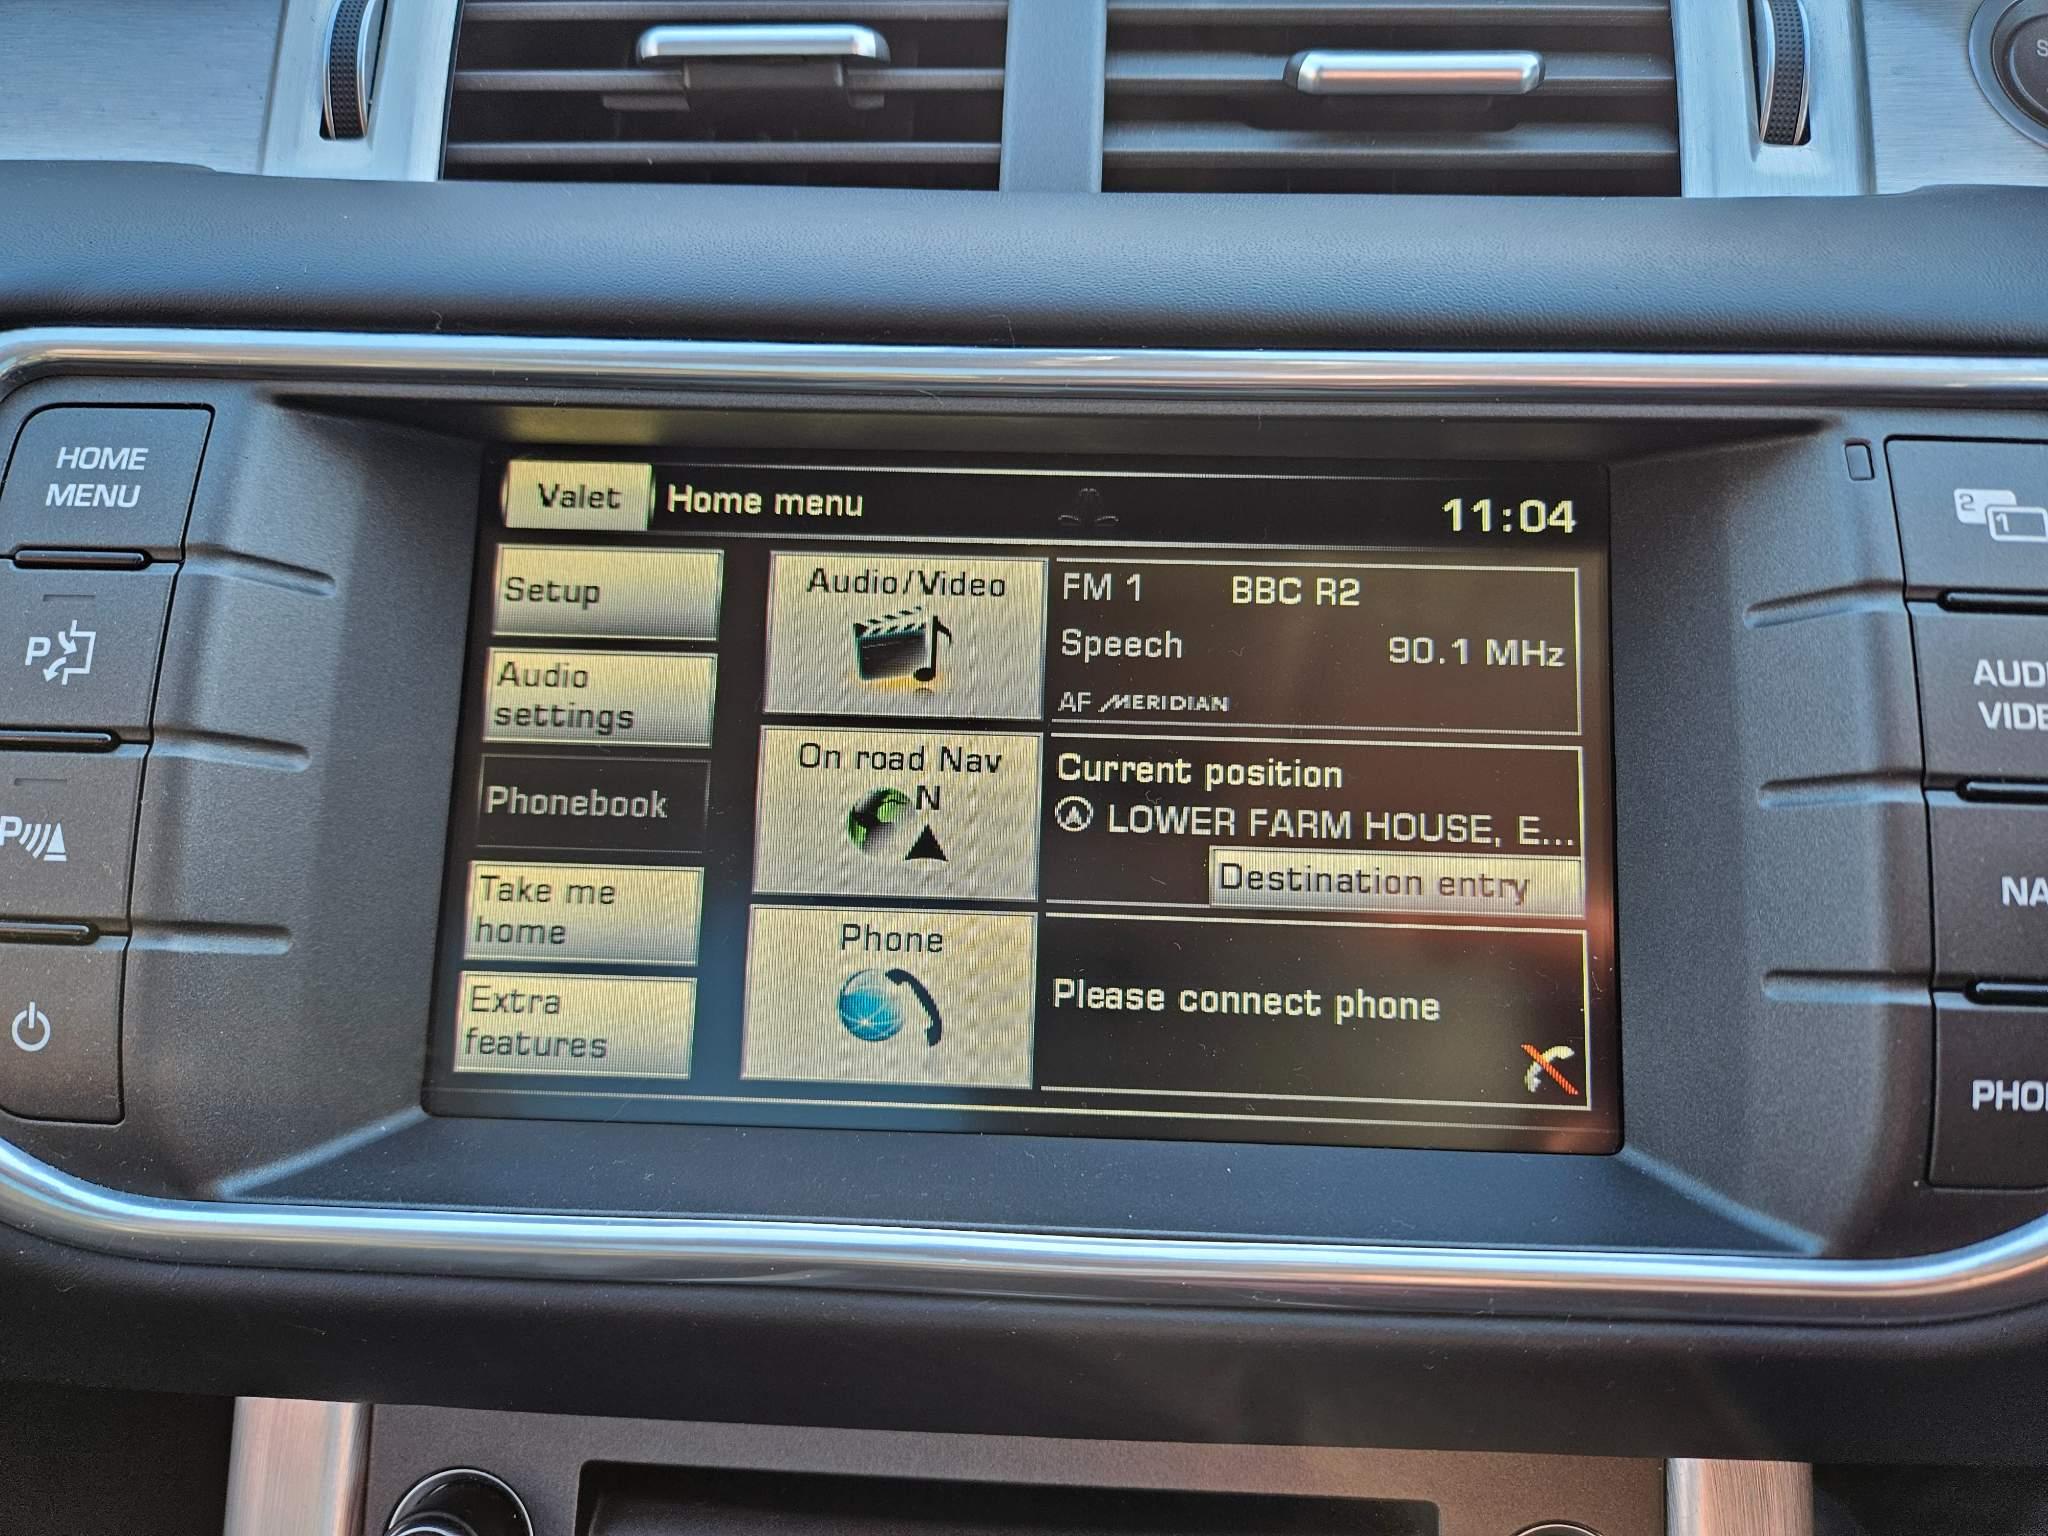 HOME
MENU
P
P
Valet
Home menu
11:04
Setup
Audio
settings
Phonebook
Take me
home
Extra
features
Audio/Video
On road Nav
N
Phone
FM 1 BBC R2
Speech 90.1 MHz
AF MERIDIAN
Current position
LOWER FARM HOUSE, E...
Destination entry
Please connect phone
2
1
AUD
VIDE
NA
PHO